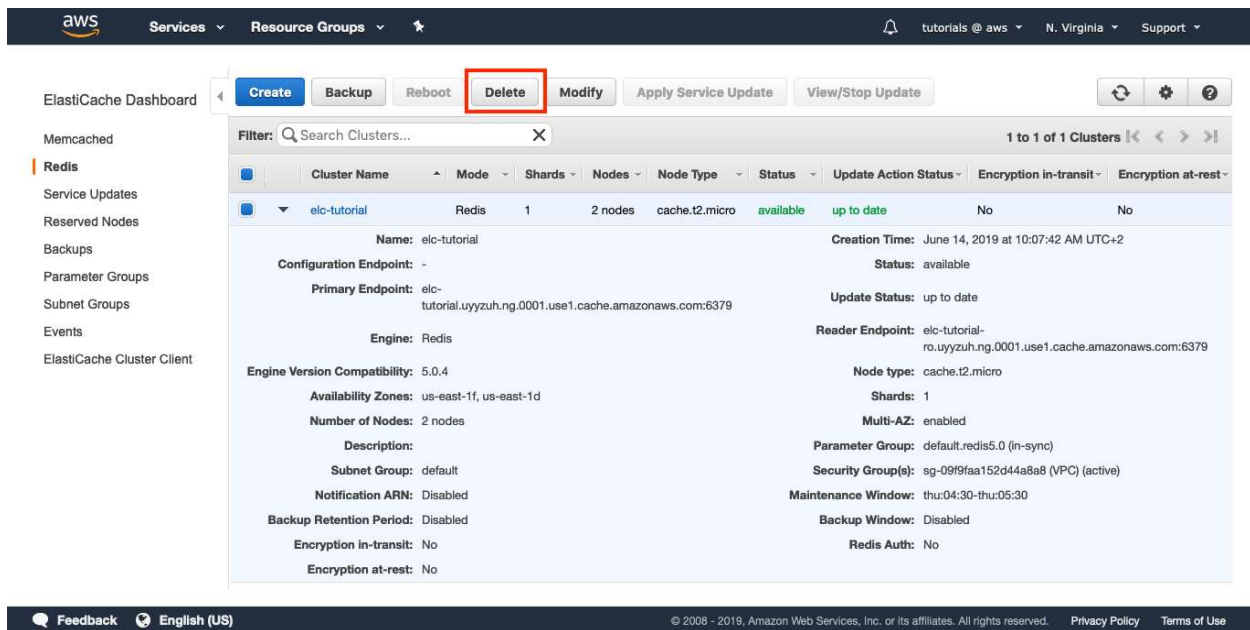 aws Services Resource Groups tutorials @ aws N. Virginia Support
ElastiCache Dashboard
Memcached
Redis
Service Updates
Reserved Nodes
Backups
Parameter Groups
Subnet Groups
Events
ElastiCache Cluster Client
Create Backup Reboot Delete Modify Apply Service Update View/Stop Update
Filter: Search Clusters... 1 to 1 of 1 Clusters
Cluster Name Mode Shards Nodes Node Type Status Update Action Status Encryption in-transit Encryption at-rest
elc-tutorial Redis 1 2 nodes cache.t2.micro available up to date No No
Name: elc-tutorial
Configuration Endpoint: -
Primary Endpoint: elc-
tutorial.uyyzuh.ng.0001.use1.cache.amazonaws.com:6379
Engine: Redis
Engine Version Compatibility: 5.0.4
Availability Zones: us-east-1f, us-east-1d
Number of Nodes: 2 nodes
Description:
Subnet Group: default
Notification ARN: Disabled
Backup Retention Period: Disabled
Encryption in-transit: No
Encryption at-rest: No
Creation Time: June 14, 2019 at 10:07:42 AM UTC+2
Status: available
Update Status: up to date
Reader Endpoint: elc-tutorial-
ro.uyyzuh.ng.0001.use1.cache.amazonaws.com:6379
Node type: cache.t2.micro
Shards: 1
Multi-AZ: enabled
Parameter Group: default.redis5.0 (in-sync)
Security Group(s): sg-09f9faa152d44a8a8 (VPC) (active)
Maintenance Window: thu:04:30-thu:05:30
Backup Window: Disabled
Redis Auth: No
Feedback English (US) © 2008 - 2019, Amazon Web Services, Inc. or its affiliates. All rights reserved. Privacy Policy Terms of Use